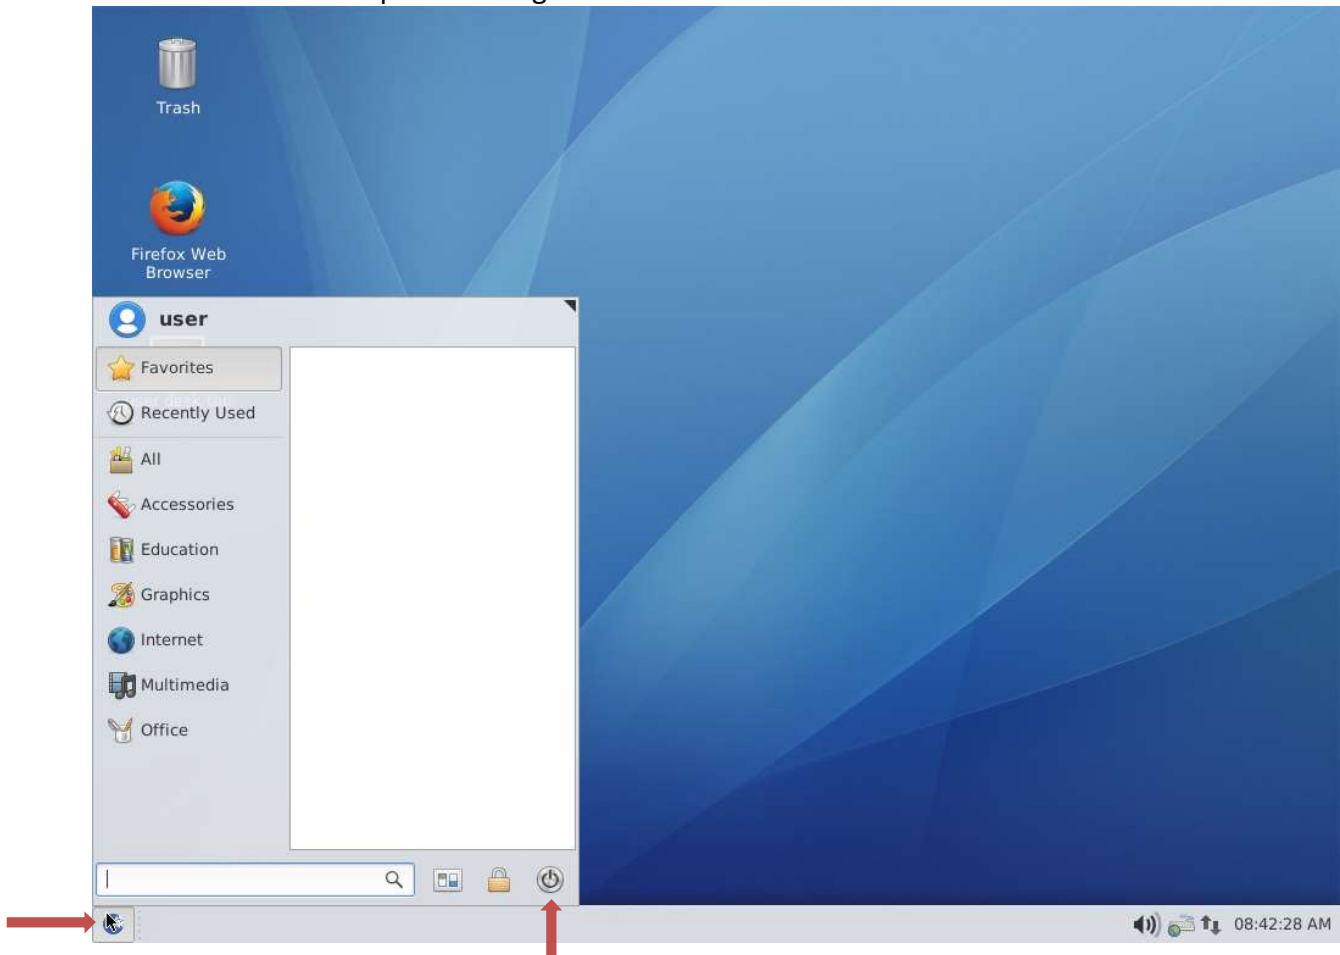 Trash
Firefox Web
Browser
user
Favorites
Recently Used
All
Accessories
Education
Graphics
Internet
Multimedia
Office
08:42:28 AM